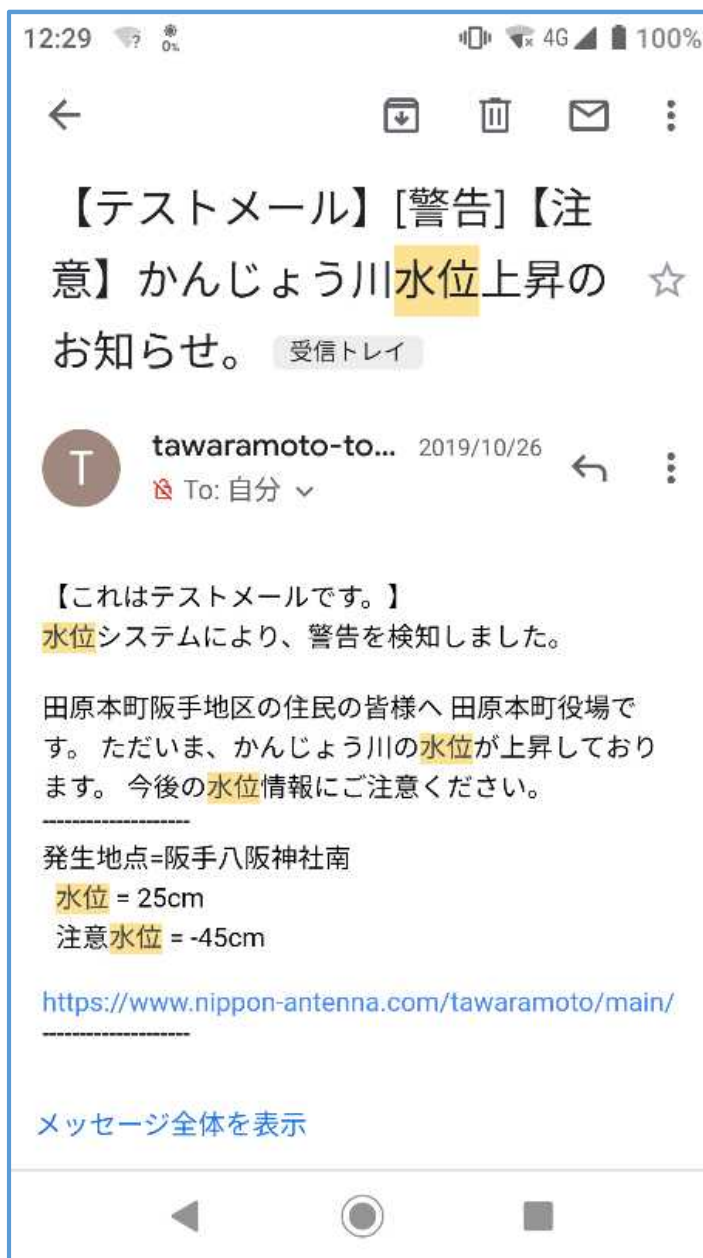 12:29
0%
4G
100%
【テストメール】[警告]【注
意】かんじょう川水位上昇の
お知らせ。 受信トレイ
T
tawaramoto-to... 2019/10/26
To: 自分
【これはテストメールです。】
水位システムにより、警告を検知しました。
田原本町阪手地区の住民の皆様へ 田原本町役場で
す。 ただいま、かんじょう川の水位が上昇しており
ます。 今後の水位情報にご注意ください。
--------------------
発生地点=阪手八阪神社南
水位 = 25cm
注意水位 = -45cm
https://www.nippon-antenna.com/tawaramoto/main/
--------------------
メッセージ全体を表示